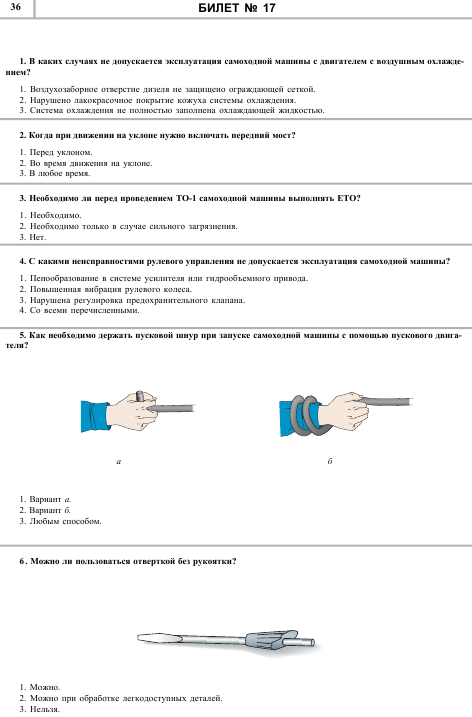 36
БИЛЕТ № 17
1. В каких случаях не допускается эксплуатация самоходной машины с двигателем с воздушным охлажде-
нием?
1. Воздухозаборное отверстие дизеля не защищено ограждающей сеткой.
2. Нарушено лакокрасочное покрытие кожуха системы охлаждения.
3. Система охлаждения не полностью заполнена охлаждающей жидкостью.
2. Когда при движении на уклоне нужно включать передний мост?
1. Перед уклоном.
2. Во время движения на уклоне.
3. В любое время.
3. Необходимо ли перед проведением ТО-1 самоходной машины выполнять ЕТО?
1. Необходимо.
2. Необходимо только в случае сильного загрязнения.
3. Нет.
4. С какими неисправностями рулевого управления не допускается эксплуатация самоходной машины?
1. Пенообразование в системе усилителя или гидрообъемного привода.
2. Повышенная вибрация рулевого колеса.
3. Нарушена регулировка предохранительного клапана.
4. Со всеми перечисленными.
5. Как необходимо держать пусковой шнур при запуске самоходной машины с помощью пускового двига-
теля?
а
б
1. Вариант а.
2. Вариант б.
3. Любым способом.
6. Можно ли пользоваться отверткой без рукоятки?
1. Можно.
2. Можно при обработке легкодоступных деталей.
3. Нельзя.